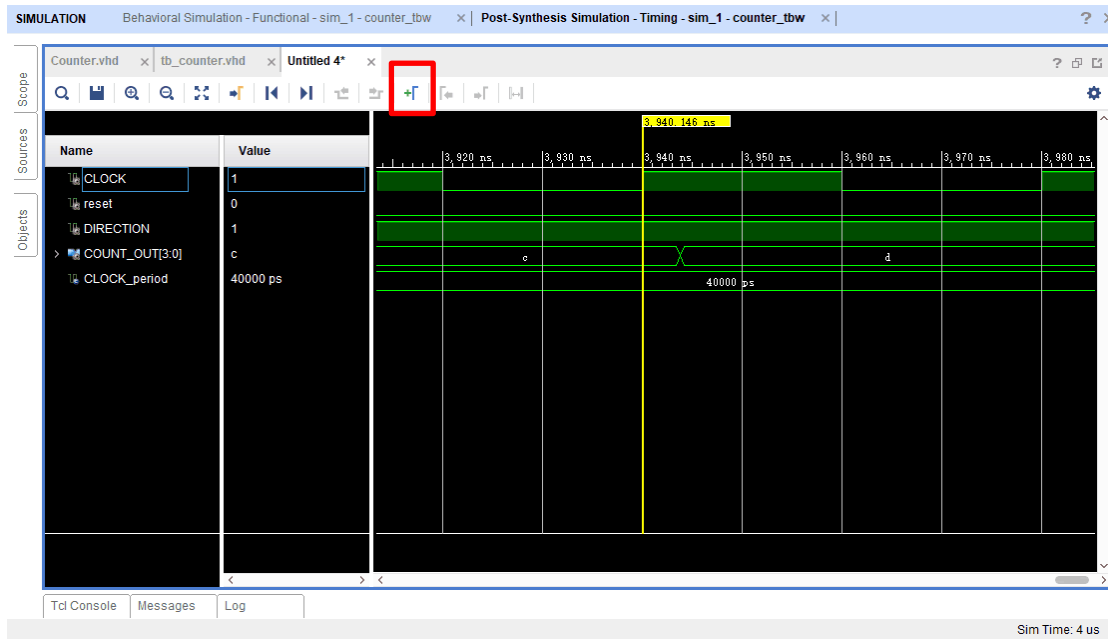 SIMULATION Behavioral Simulation - Functional - sim_1 - counter_tbw × Post-Synthesis Simulation - Timing - sim_1 - counter_tbw × ?
Scope
Sources
Objects
Counter.vhd × tb_counter.vhd × Untitled 4* × ?
3,940.146 ns
Name Value
3,920 ns 3,930 ns 3,940 ns 3,950 ns 3,960 ns 3,970 ns 3,980 ns
CLOCK 1
reset 0
DIRECTION 1
COUNT_OUT[3:0] c c d
CLOCK_period 40000 ps 40000 ps
Tcl Console Messages Log
Sim Time: 4 us